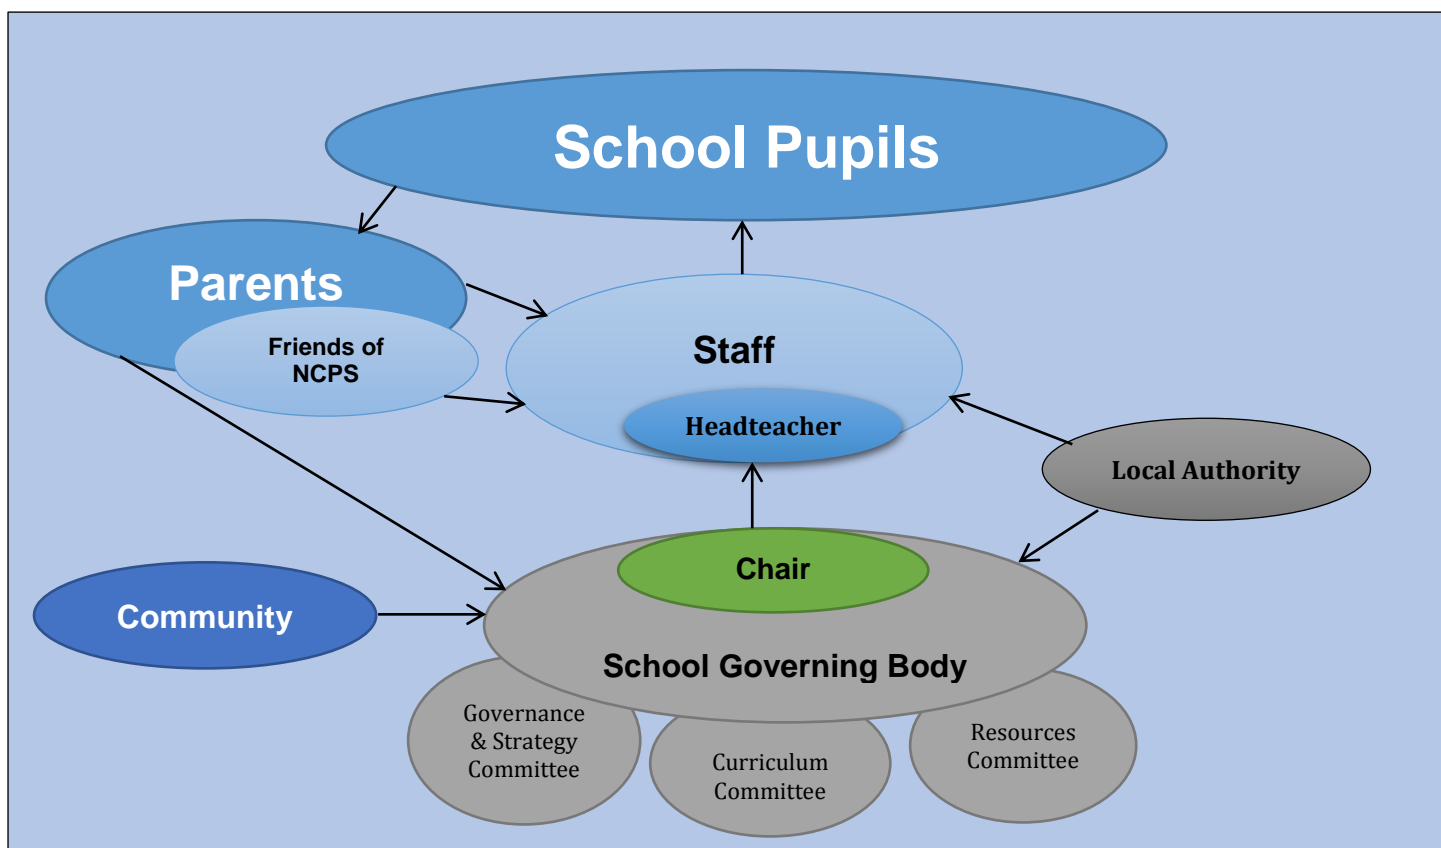 School Pupils
Parents
Friends of
NCPS
Staff
Headteacher
Local Authority
Chair
Community
School Governing Body
Governance
& Strategy
Committee
Curriculum
Committee
Resources
Committee